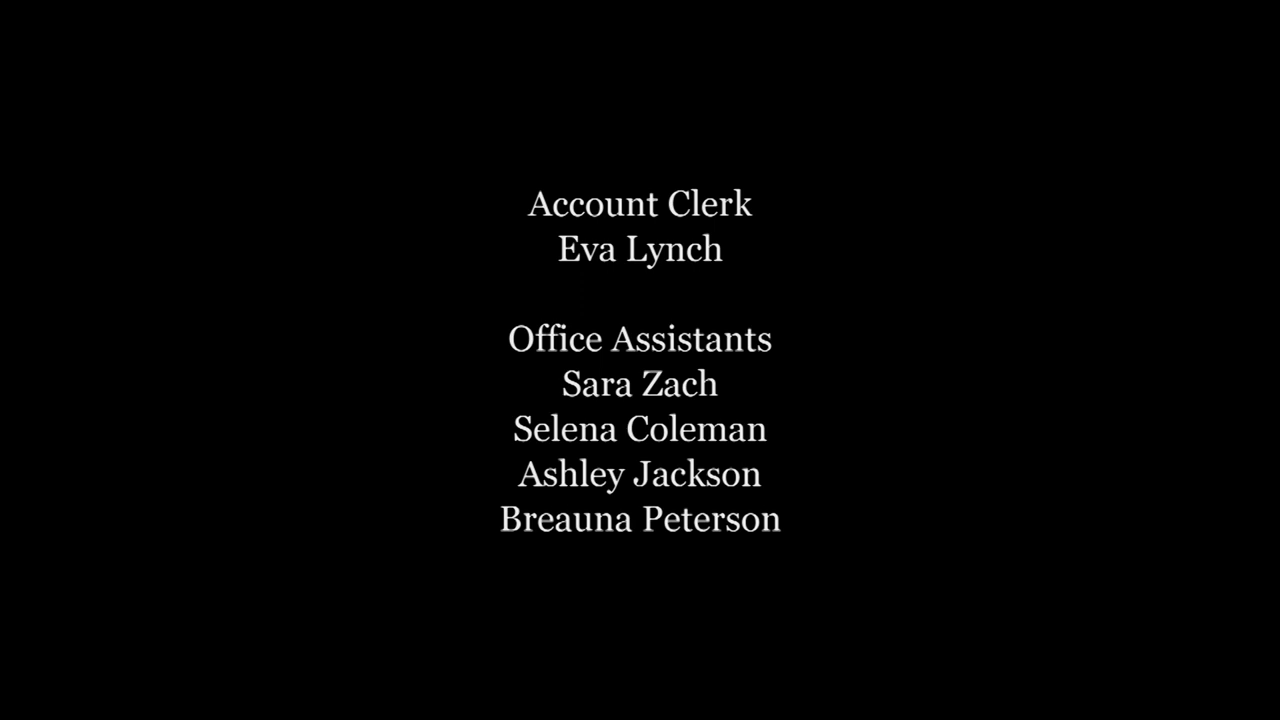 Account Clerk
Eva Lynch
Office Assistants
Sara Zach
Selena Coleman
Ashley Jackson
Breauna Peterson